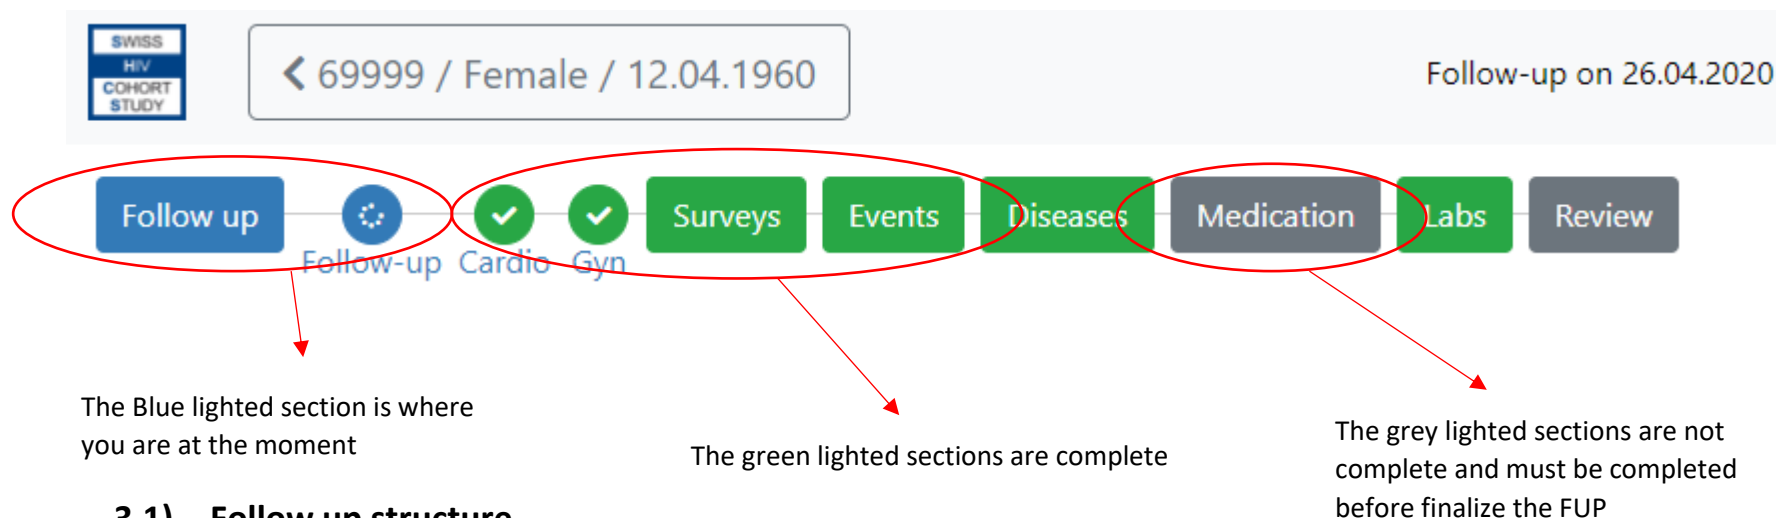 SWISS
HIV
COHORT
STUDY
69999 / Female / 12.04.1960
Follow-up on 26.04.2020
Follow up
Surveys
Events
Diseases
Medication
Labs
Review
Follow-up
Cardio
Gyn
The Blue lighted section is where
you are at the moment
The green lighted sections are complete
The grey lighted sections are not
complete and must be completed
before finalize the FUP
3.1) Follow up structure